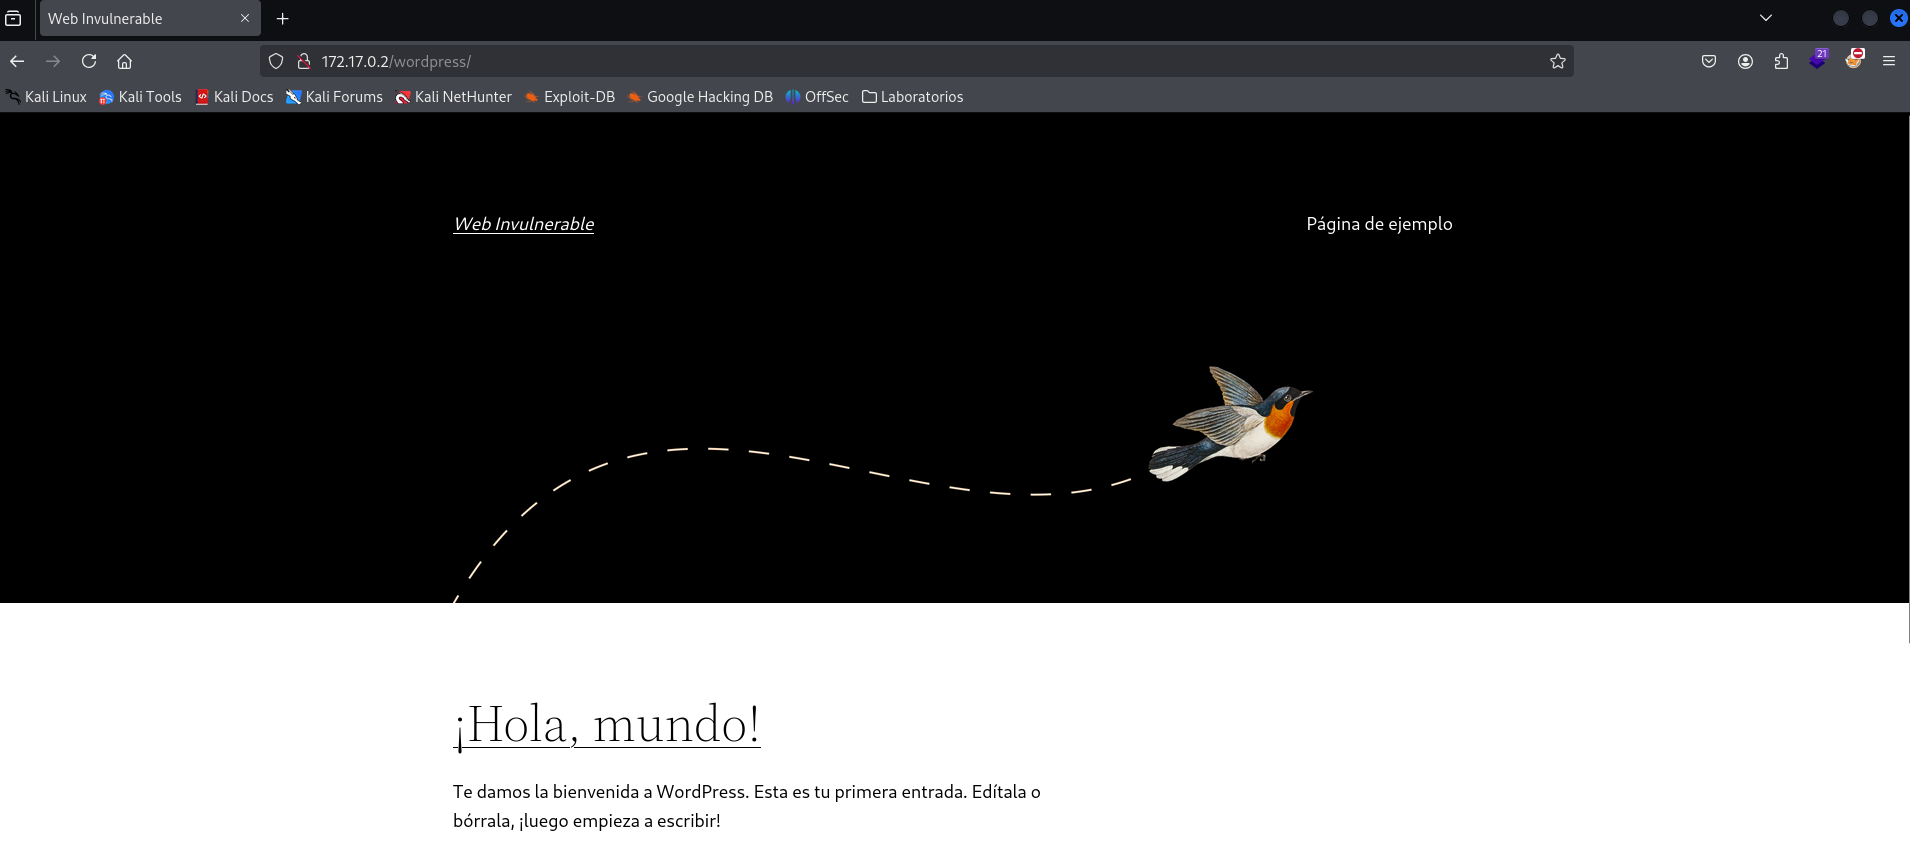 Web Invulnerable
172.17.0.2/wordpress/
21
Kali Linux Kali Tools Kali Docs Kali Forums Kali NetHunter Exploit-DB Google Hacking DB OffSec Laboratorios
Web Invulnerable Página de ejemplo
¡Hola, mundo!
Te damos la bienvenida a WordPress. Esta es tu primera entrada. Edítala o
bórrala, ¡luego empieza a escribir!